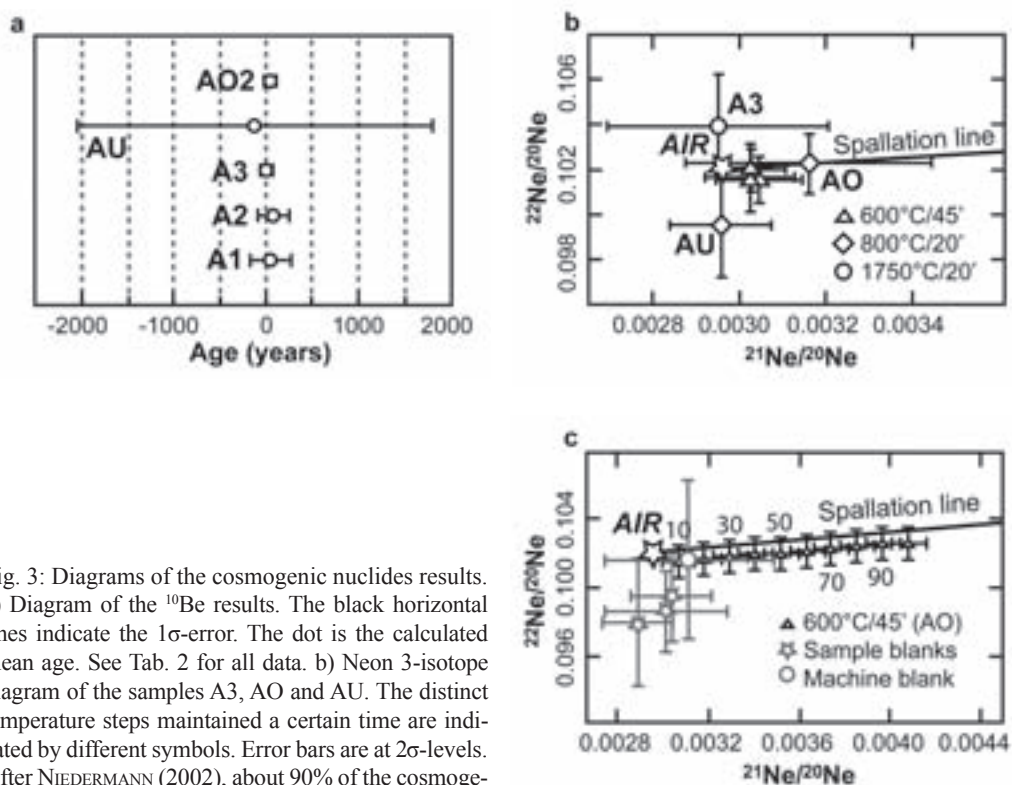 a
AO2
AU
A3
A2
A1
-2000 -1000 0 1000 2000
Age (years)
b
22Ne/20Ne
0.106
0.102
0.098
A3
AIR
Spallation line
AO
AU
600°C/45'
800°C/20'
1750°C/20'
0.0028 0.0030 0.0032 0.0034
21Ne/20Ne
c
22Ne/20Ne
0.104
0.100
0.096
AIR
10 30 50
Spallation line
70 90
600°C/45' (AO)
Sample blanks
Machine blank
0.0028 0.0032 0.0036 0.0040 0.0044
21Ne/20Ne
ig. 3: Diagrams of the cosmogenic nuclides results.
) Diagram of the 10Be results. The black horizontal
nes indicate the 1σ-error. The dot is the calculated
ean age. See Tab. 2 for all data. b) Neon 3-isotope
iagram of the samples A3, AO and AU. The distinct
emperature steps maintained a certain time are indi-
ated by different symbols. Error bars are at 2σ-levels.
fter NIEDERMANN (2002), about 90% of the cosmoge-